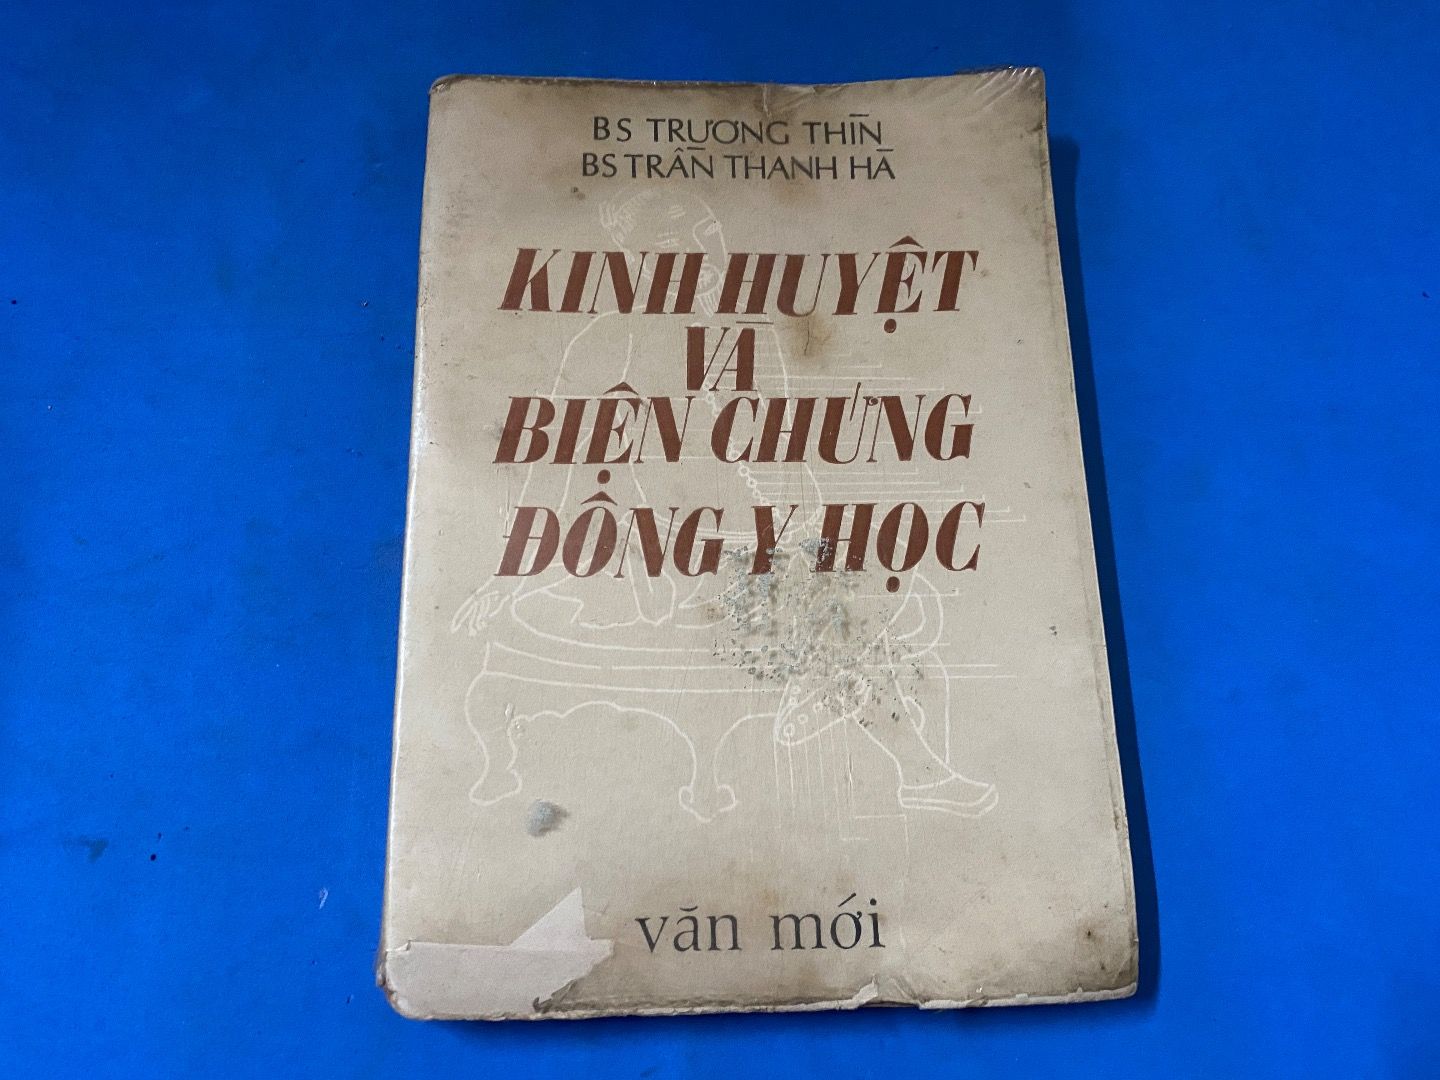 BS TRƯƠNG THÌN
BS TRẦN THANH HÀ
KINH HUYỆT
VÀ
BIỆN CHỨNG
ĐÔNG Y HỌC
văn mới